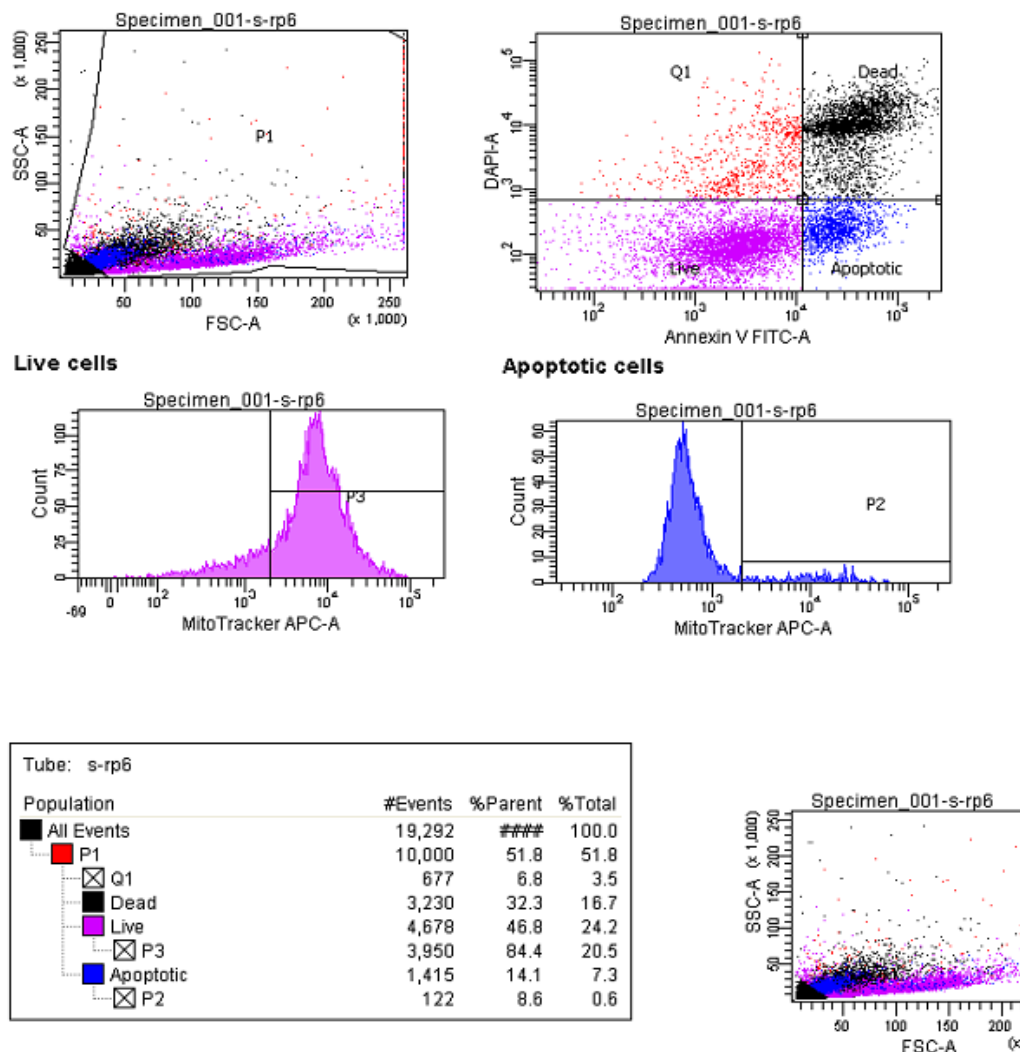 Specimen_001-s-rp6
(x 1,000)
SSC-A
250
200
150
100
50
P1
50 100 150 200 250
FSC-A (x 1,000)
Specimen_001-s-rp6
DAPI-A
10^5
10^4
10^3
10^2
Q1
Dead
Live
Apoptotic
10^2 10^3 10^4 10^5
Annexin V FITC-A
Live cells
Specimen_001-s-rp6
Count
100
75
50
25
0
P3
-69 0 10^2 10^3 10^4 10^5
MitoTracker APC-A
Apoptotic cells
Specimen_001-s-rp6
Count
60
50
40
30
20
10
0
P2
10^2 10^3 10^4 10^5
MitoTracker APC-A
Tube: s-rp6
Population #Events %Parent %Total
All Events 19,292 #### 100.0
P1 10,000 51.8 51.8
Q1 677 6.8 3.5
Dead 3,230 32.3 16.7
Live 4,678 46.8 24.2
P3 3,950 84.4 20.5
Apoptotic 1,415 14.1 7.3
P2 122 8.6 0.6
Specimen_001-s-rp6
(x 1,000)
SSC-A
250
200
150
100
50
50 100 150 200
FSC-A (x